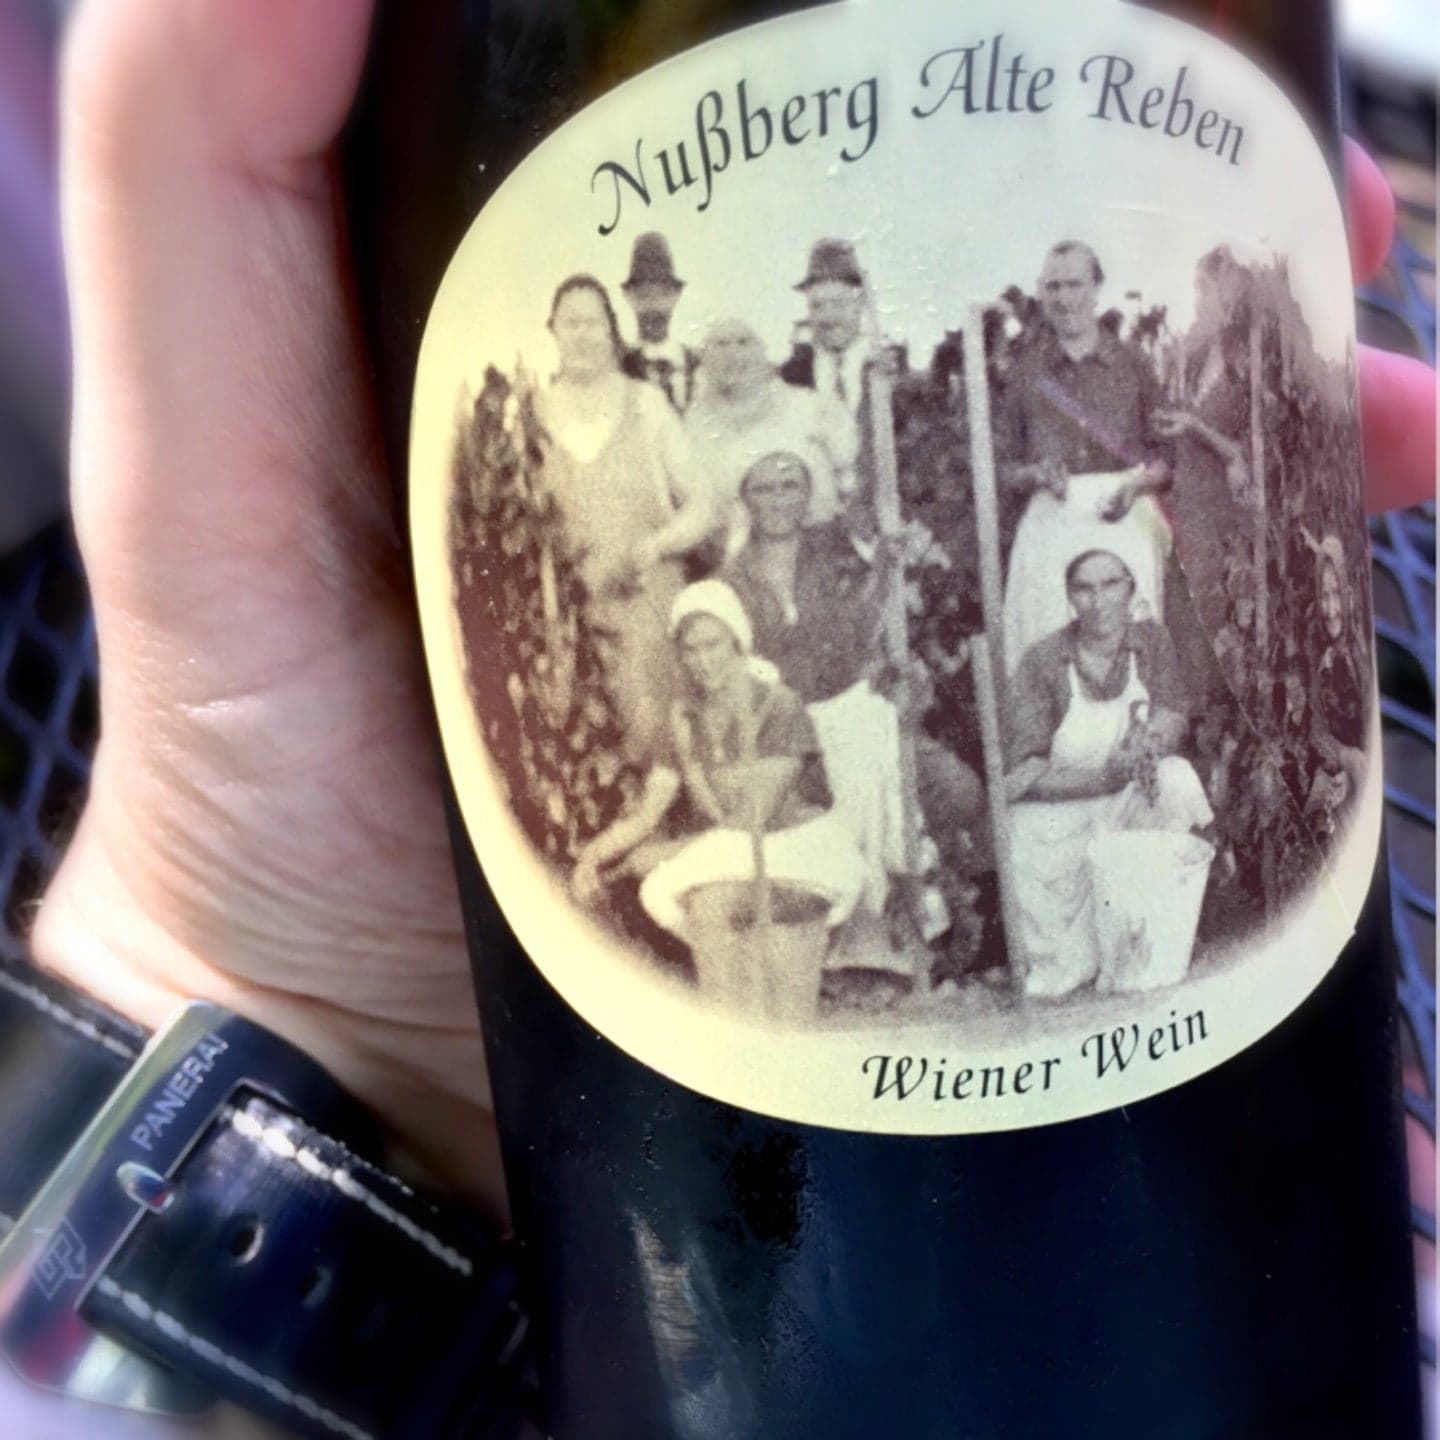 Nußberg Alte Reben
Wiener Wein
PANERAI